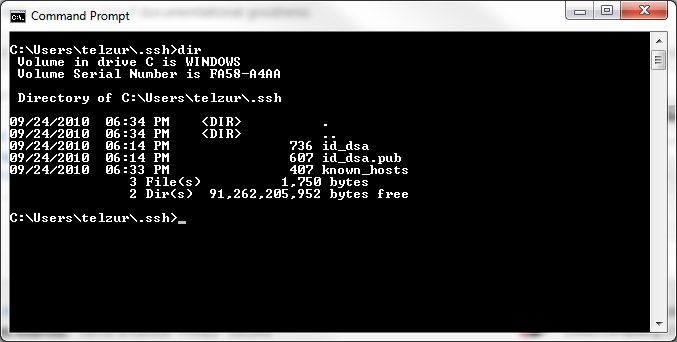 documentational goodness.
Command Prompt
C:\Users\telzur\.ssh>dir
 Volume in drive C is WINDOWS
 Volume Serial Number is FA58-A4AA

 Directory of C:\Users\telzur\.ssh

09/24/2010  06:34 PM    <DIR>          .
09/24/2010  06:34 PM    <DIR>          ..
09/24/2010  06:14 PM               736 id_dsa
09/24/2010  06:14 PM               607 id_dsa.pub
09/24/2010  06:33 PM               407 known_hosts
               3 File(s)          1,750 bytes
               2 Dir(s)  91,262,205,952 bytes free

C:\Users\telzur\.ssh>_